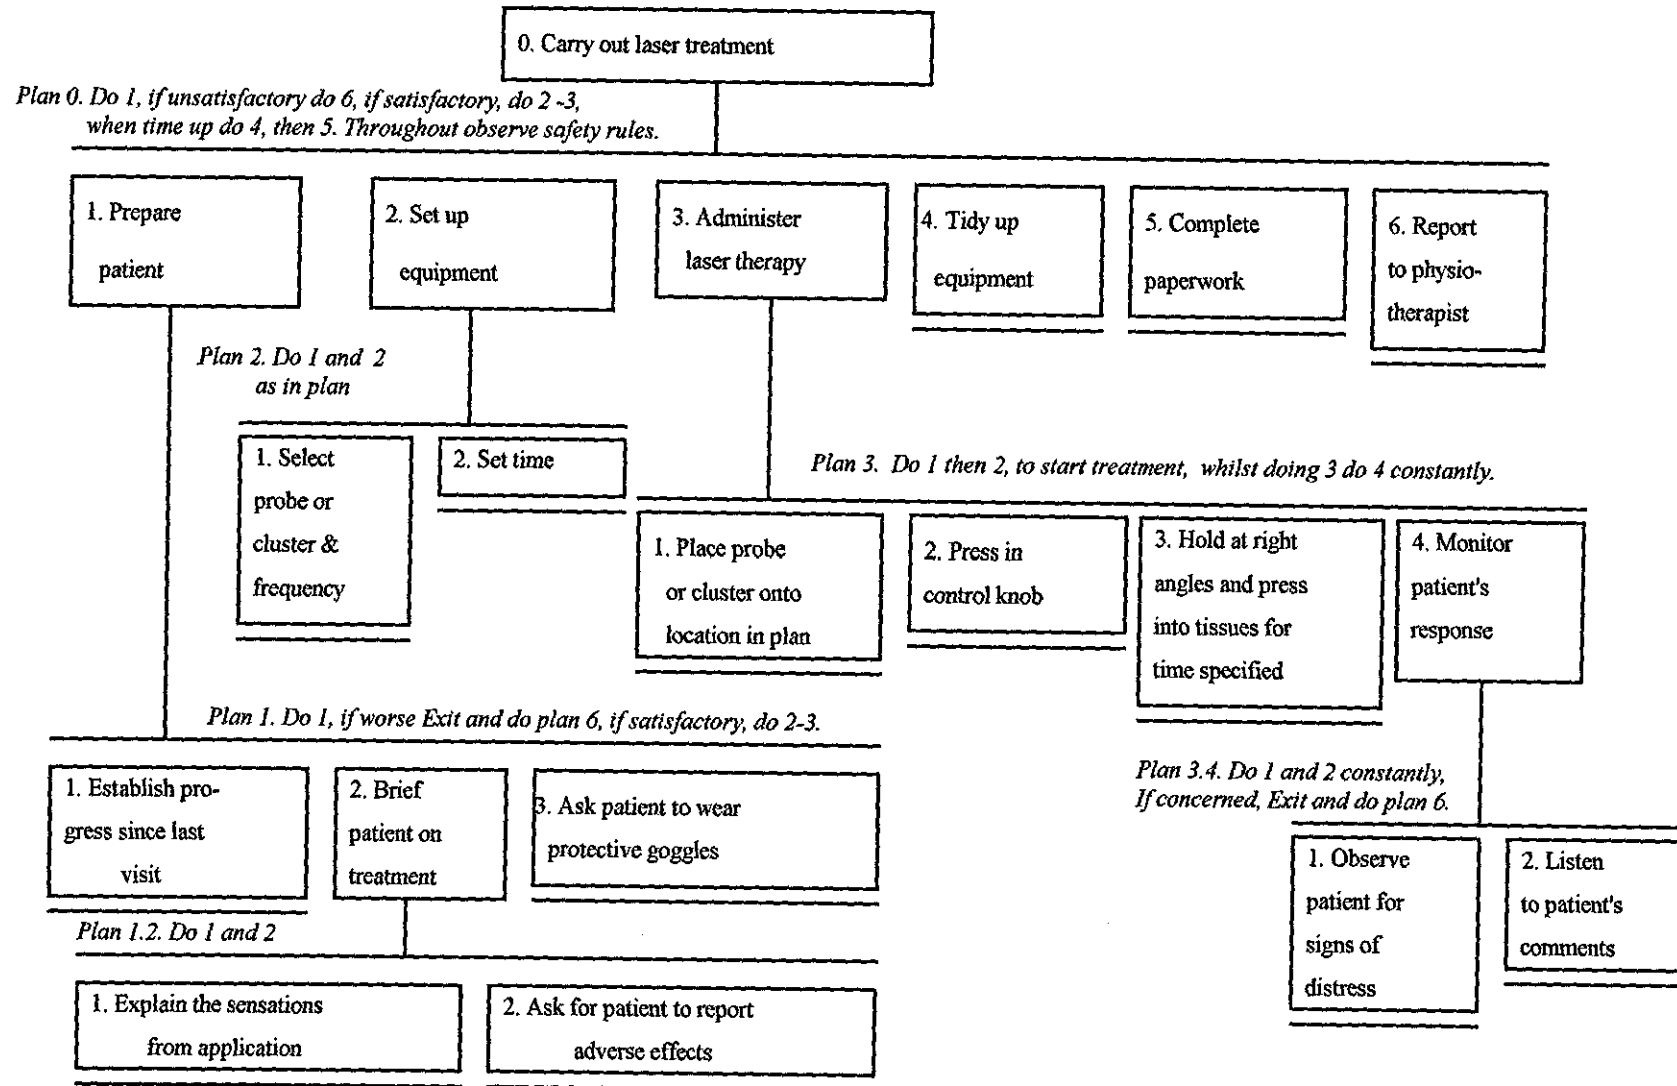 0. Carry out laser treatment
Plan 0. Do 1, if unsatisfactory do 6, if satisfactory, do 2 -3,
when time up do 4, then 5. Throughout observe safety rules.
1. Prepare
patient
2. Set up
equipment
3. Administer
laser therapy
4. Tidy up
equipment
5. Complete
paperwork
6. Report
to physio-
therapist
Plan 2. Do 1 and 2
as in plan
1. Select
probe or
cluster &
frequency
2. Set time
Plan 3. Do 1 then 2, to start treatment, whilst doing 3 do 4 constantly.
1. Place probe
or cluster onto
location in plan
2. Press in
control knob
3. Hold at right
angles and press
into tissues for
time specified
4. Monitor
patient's
response
Plan 1. Do 1, if worse Exit and do plan 6, if satisfactory, do 2-3.
1. Establish pro-
gress since last
visit
2. Brief
patient on
treatment
3. Ask patient to wear
protective goggles
Plan 3.4. Do 1 and 2 constantly,
If concerned, Exit and do plan 6.
1. Observe
patient for
signs of
distress
2. Listen
to patient's
comments
Plan 1.2. Do 1 and 2
1. Explain the sensations
from application
2. Ask for patient to report
adverse effects